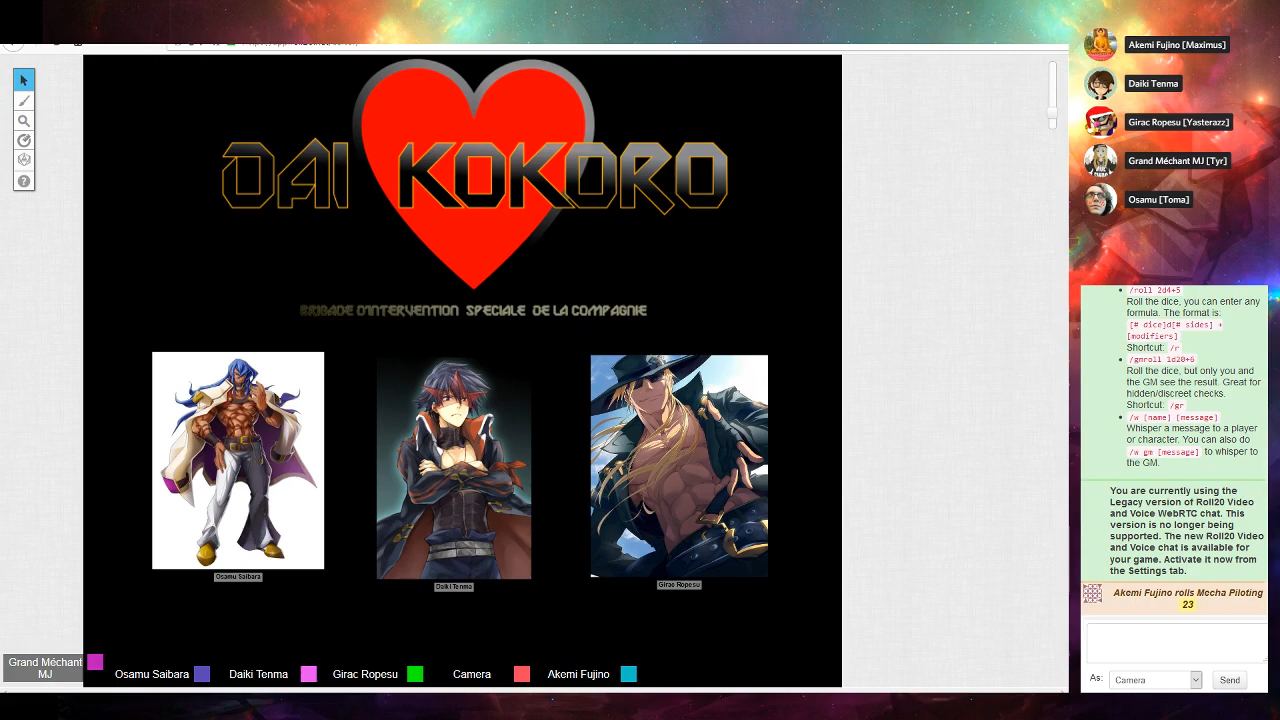 DAI KOKORO
BRIGADE D'INTERVENTION SPECIALE DE LA COMPAGNIE
Osamu Saibara
Daiki Tenma
Girac Ropesu
Grand Méchant
MJ
Osamu Saibara
Daiki Tenma
Girac Ropesu
Camera
Akemi Fujino
Akemi Fujino [Maximus]
Daiki Tenma
Girac Ropesu [Yasterazz]
Grand Méchant MJ [Tyr]
Osamu [Toma]
/roll 2d4+5
Roll the dice, you can enter any
formula. The format is:
[# dice]d[# sides] +
[modifiers]
Shortcut: /r
/gmroll 1d20+6
Roll the dice, but only you and
the GM see the result. Great for
hidden/discreet checks.
Shortcut: /gr
/w [name] [message]
Whisper a message to a player
or character. You can also do
/w gm [message] to whisper to
the GM.
You are currently using the
Legacy version of Roll20 Video
and Voice WebRTC chat. This
version is no longer being
supported. The new Roll20 Video
and Voice chat is available for
your game. Activate it now from
the Settings tab.
Akemi Fujino rolls Mecha Piloting
23
As:
Camera
Send